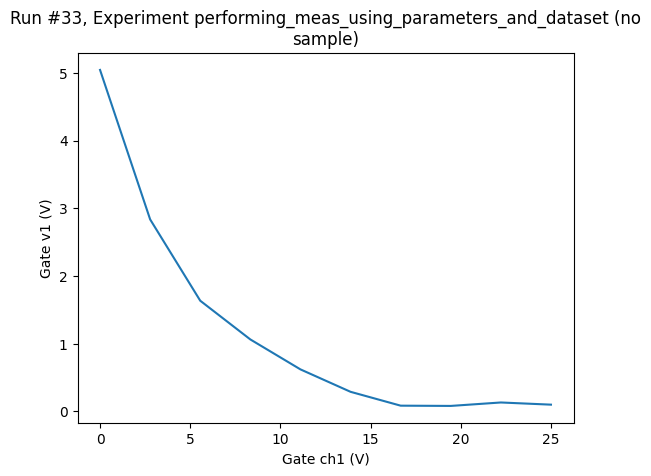 Run #33, Experiment performing_meas_using_parameters_and_dataset (no
sample)
5
4
3
2
1
0
Gate v1 (V)
0 5 10 15 20 25
Gate ch1 (V)